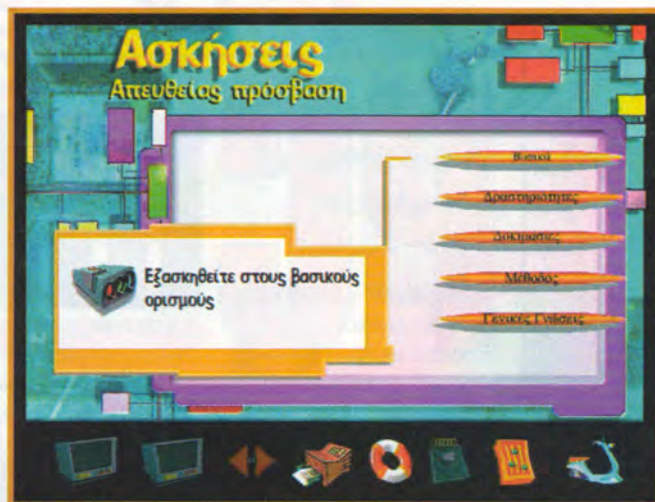 Ασκήσεις
Απευθείας πρόσβαση
Βασικά
Δραστηριότητες
Δοκιμασίες
Μέθοδος
Γενικές Γνώσεις
Εξασκηθείτε στους βασικούς
ορισμούς